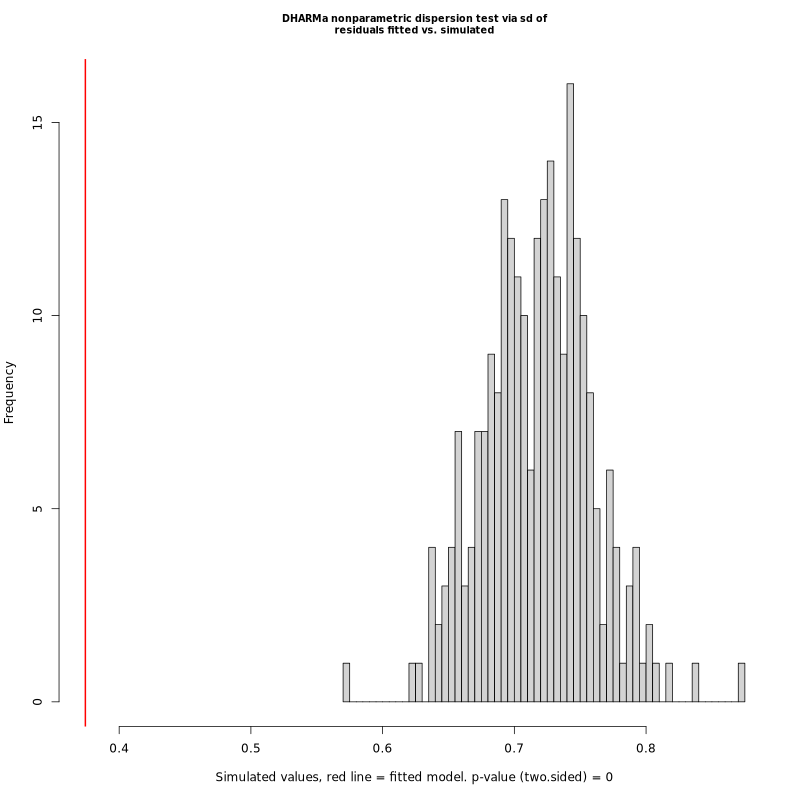 DHARMa nonparametric dispersion test via sd of
residuals fitted vs. simulated
Frequency
15
10
5
0
0.4 0.5 0.6 0.7 0.8
Simulated values, red line = fitted model. p-value (two.sided) = 0